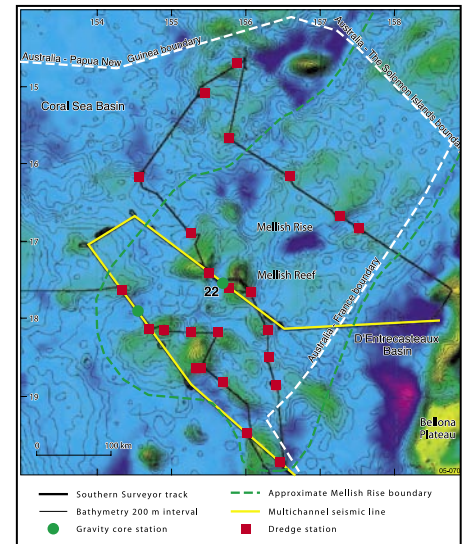 154 155 156 157 158
Australia - Papua New Guinea boundary
Australia - The Solomon Islands bounda
15
Coral Sea Basin
16
17
Mellish Rise
Mellish Reef
22
Australia - France boundary
18
D'Entrecasteaux
Basin
19
Bellona
Plateau
0 100 km
05-070
Southern Surveyor track
Approximate Mellish Rise boundary
Bathymetry 200 m interval
Multichannel seismic line
Gravity core station
Dredge station